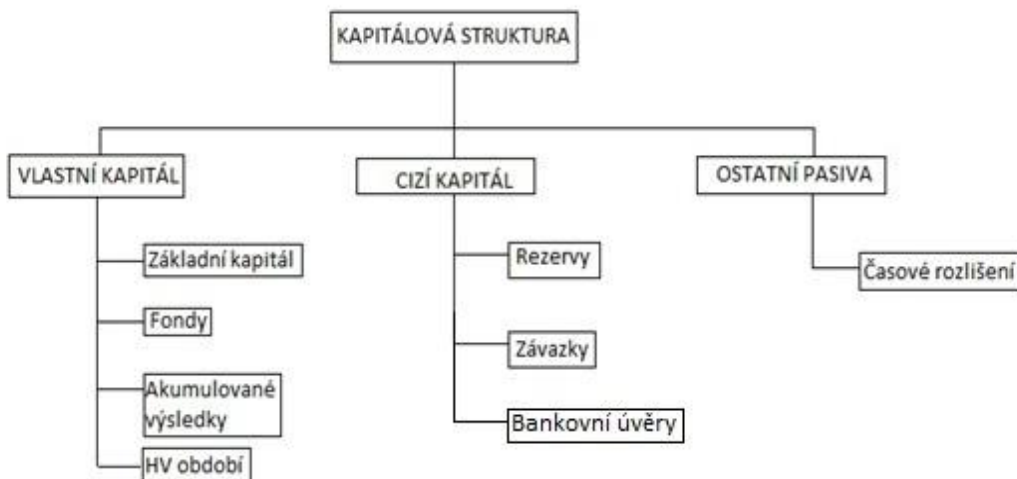 KAPITÁLOVÁ STRUKTURA
VLASTNÍ KAPITÁL
CIZÍ KAPITÁL
OSTATNÍ PASIVA
Základní kapitál
Fondy
Akumulované
výsledky
HV období
Rezervy
Závazky
Bankovní úvěry
Časové rozlišení